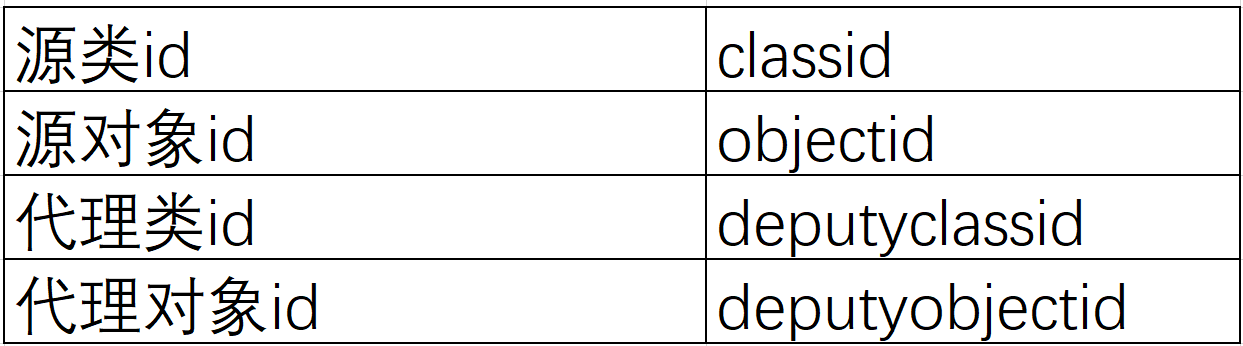 源类id classid
源对象id objectid
代理类id deputyclassid
代理对象id deputyobjectid